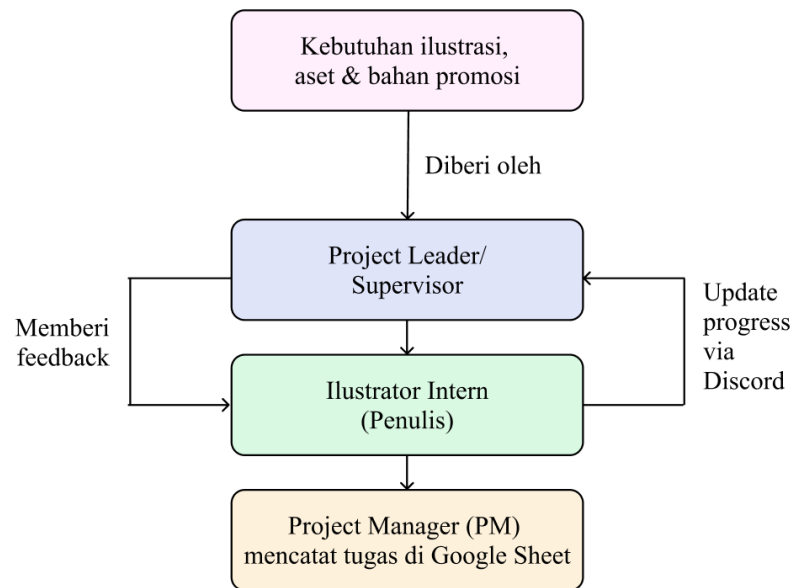 Kebutuhan ilustrasi,
aset & bahan promosi
Diberi oleh
Project Leader/
Supervisor
Memberi
feedback
Update
progress
via
Discord
Ilustrator Intern
(Penulis)
Project Manager (PM)
mencatat tugas di Google Sheet